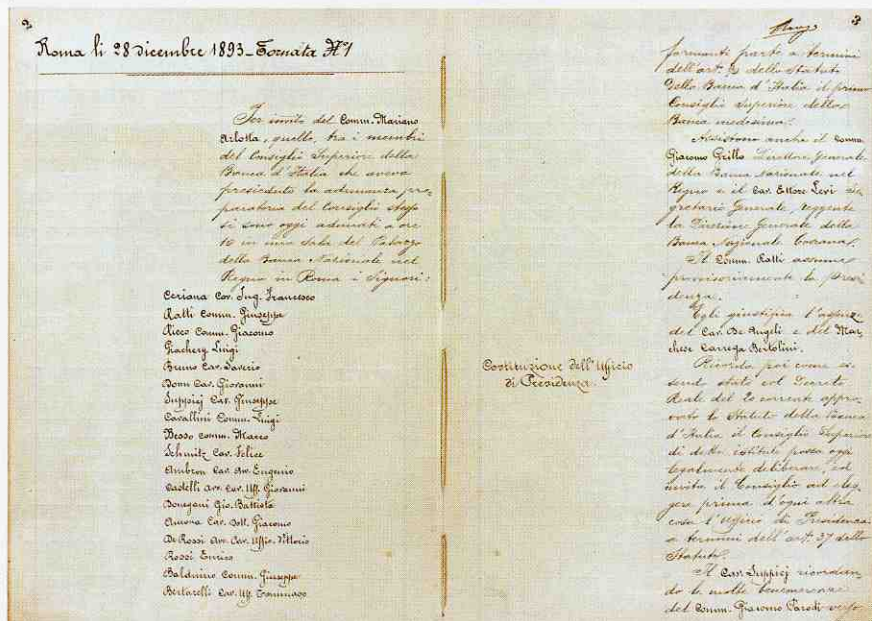 2
Roma li 28 dicembre 1893 - Tornata N° 1
Per invito del Comm. Mariano
Arlotta, quello, tra i membri
del Consiglio Superiore della
Banca d'Italia che aveva
presieduto la adunanza pre-
paratoria del Consiglio stesso
si sono oggi adunati a ore
10 in una sala del Palazzo
della Banca Nazionale nel
Regno in Roma i Signori:
Ceriana Cav. Ing. Francesco
Ratti Comm. Giuseppe
Ricco Comm. Giacomo
Luigi
Bruno Cav. Saverio
Cav. Giovanni
Suppiej Cav. Giuseppe
Cavallini Comm. Luigi
Besso Comm. Marco
Schmitz Cav. Felice
Ambron Cav. Avv. Eugenio
Castelli Avv. Cav. Uff. Giovanni
Gio. Battista
Cav. Dott. Giacomo
De Rossi Avv. Cav. Uffic. Vittorio
Rossi Enrico
Balduino Comm. Giuseppe
Bertarelli Cav. Uff. Tommaso
Costituzione dell'Ufficio
di Presidenza.
3
formanti parte a termini
dell'art. dello Statuto
della Banca d'Italia il primo
Consiglio Superiore della
Banca medesima.
Assistono anche il Comm.
Giacomo Grillo Direttore Generale
della Banca Nazionale nel
Regno e il Cav. Ettore Levi Se-
gretario Generale, reggente
la Direzione Generale della
Banca Nazionale Toscana.
Il Comm. Ratti assume
provvisoriamente la presi
denza.
Egli giustifica l'assenza
del Cav. De Angeli e del Mar-
chese Carrega Bertolini.
Ricorda poi come es
sendo stato col Decreto
Reale del 20 corrente appro-
vato lo Statuto della Banca
d'Italia il Consiglio Superiore
di detto istituto possa oggi
legalmente deliberare, ed
invita il Consiglio ad eleg
gere prima d'ogni altra
cosa l'Ufficio di Presidenza
a termini dell'art. 37 dello
Statuto.
Il Cav. Suppiej ricordan-
do le molte benemerenze
del Comm. Giacomo Parodi verso